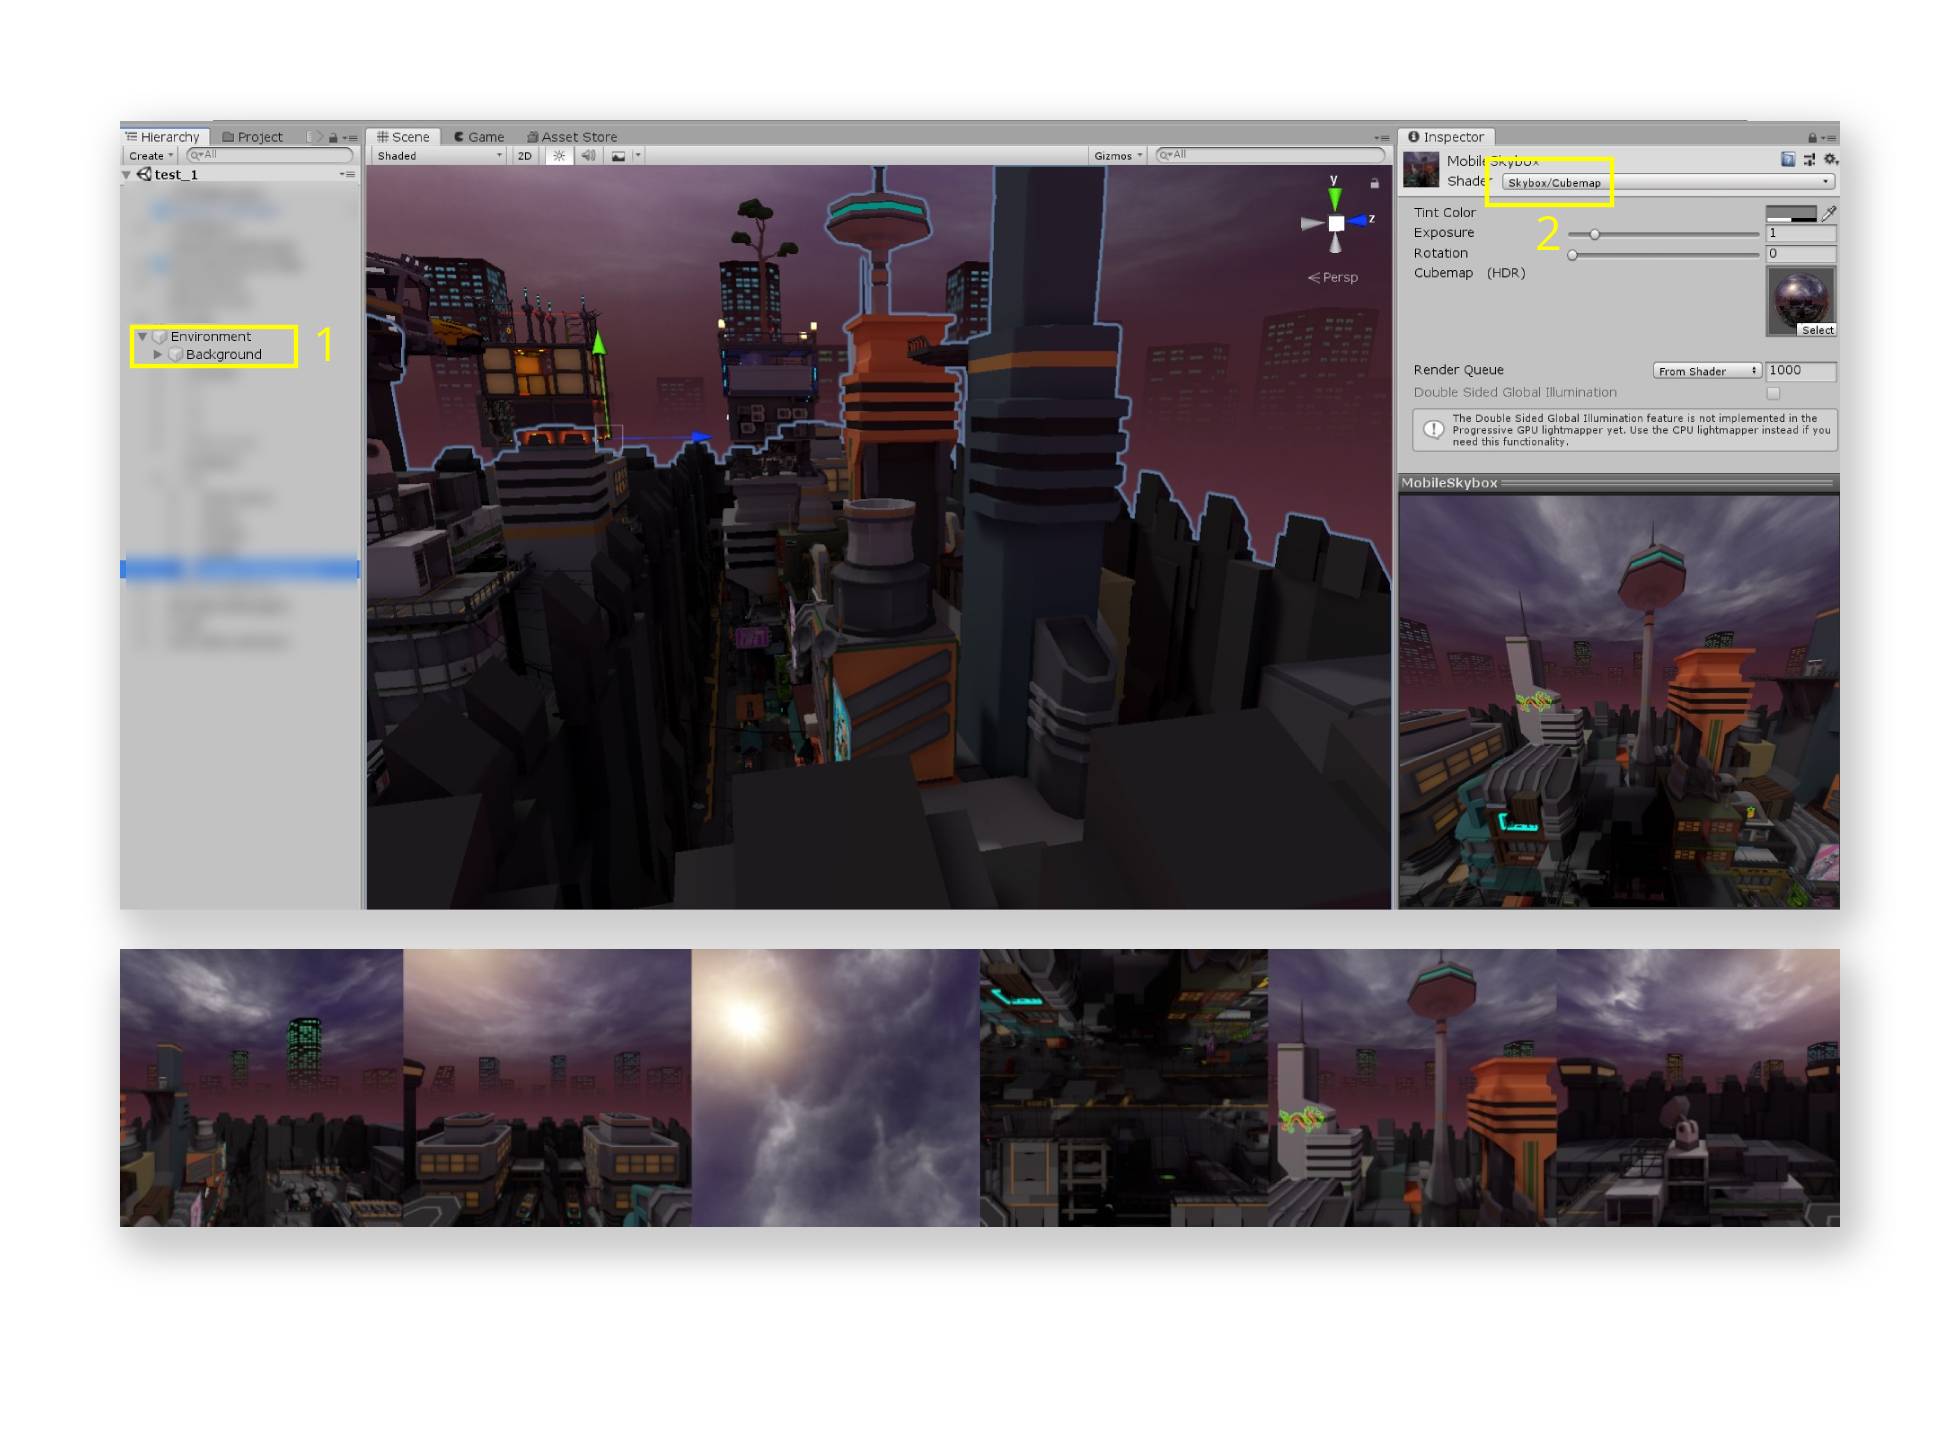 Hierarchy
Project
Create
All
test_1
Environment
Background
1
Scene
Game
Asset Store
Shaded
2D
Gizmos
All
y
z
Persp
Inspector
MobileSkybox
Shader
Skybox/Cubemap
2
Tint Color
Exposure
1
Rotation
0
Cubemap (HDR)
Select
Render Queue
From Shader
1000
Double Sided Global Illumination
The Double Sided Global Illumination feature is not implemented in the
Progressive GPU lightmapper yet. Use the CPU lightmapper instead if you
need this functionality.
MobileSkybox